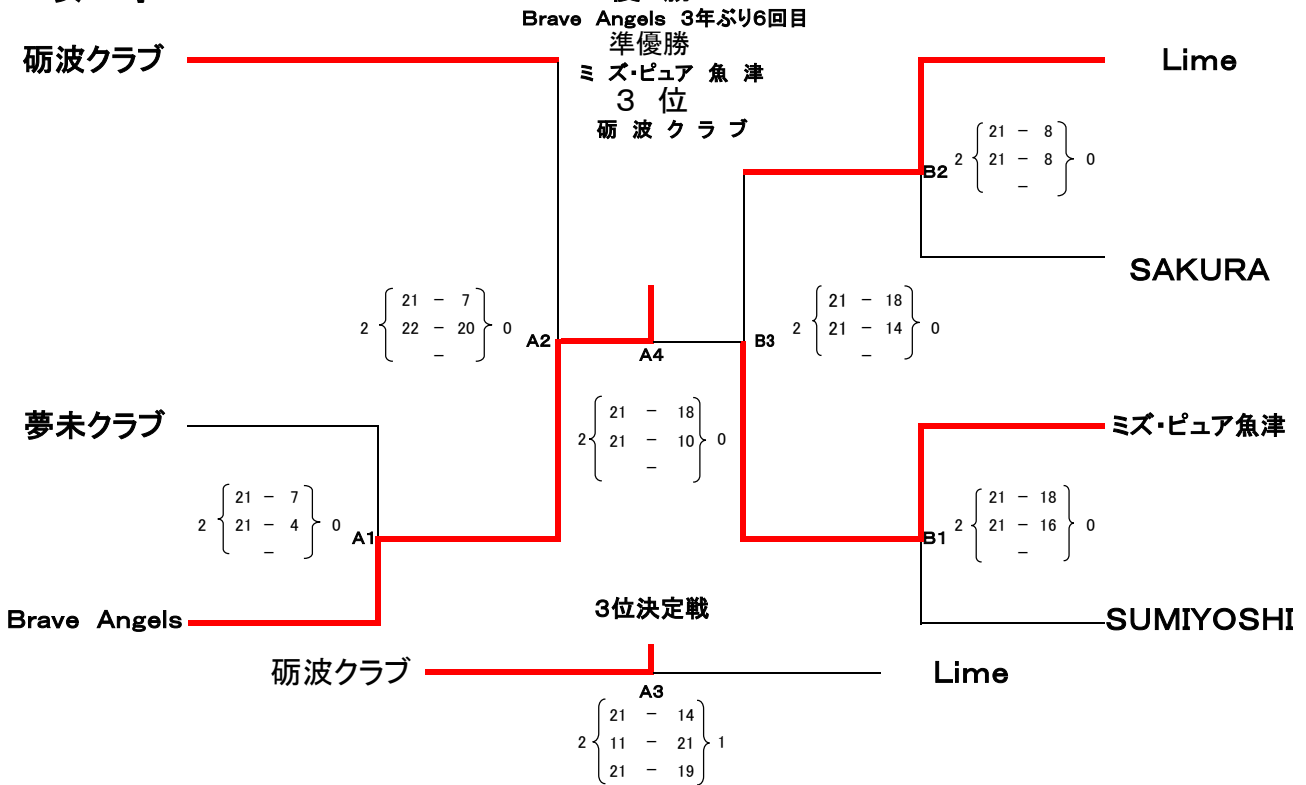 Brave Angels 3年ぶり6回目
準優勝
ミズ・ピュア魚津
3位
砺波クラブ
砺波クラブ
Lime
2 21 - 8 0
21 - 8
-
B2
SAKURA
2 21 - 7 0
22 - 20
-
A2
A4
B3
2 21 - 18 0
21 - 14
-
2 21 - 18 0
21 - 10
-
夢未クラブ
ミズ・ピュア魚津
2 21 - 7 0
21 - 4
-
A1
B1
2 21 - 18 0
21 - 16
-
Brave Angels
SUMIYOSHI
3位決定戦
砺波クラブ
Lime
A3
2 21 - 14 1
11 - 21
21 - 19